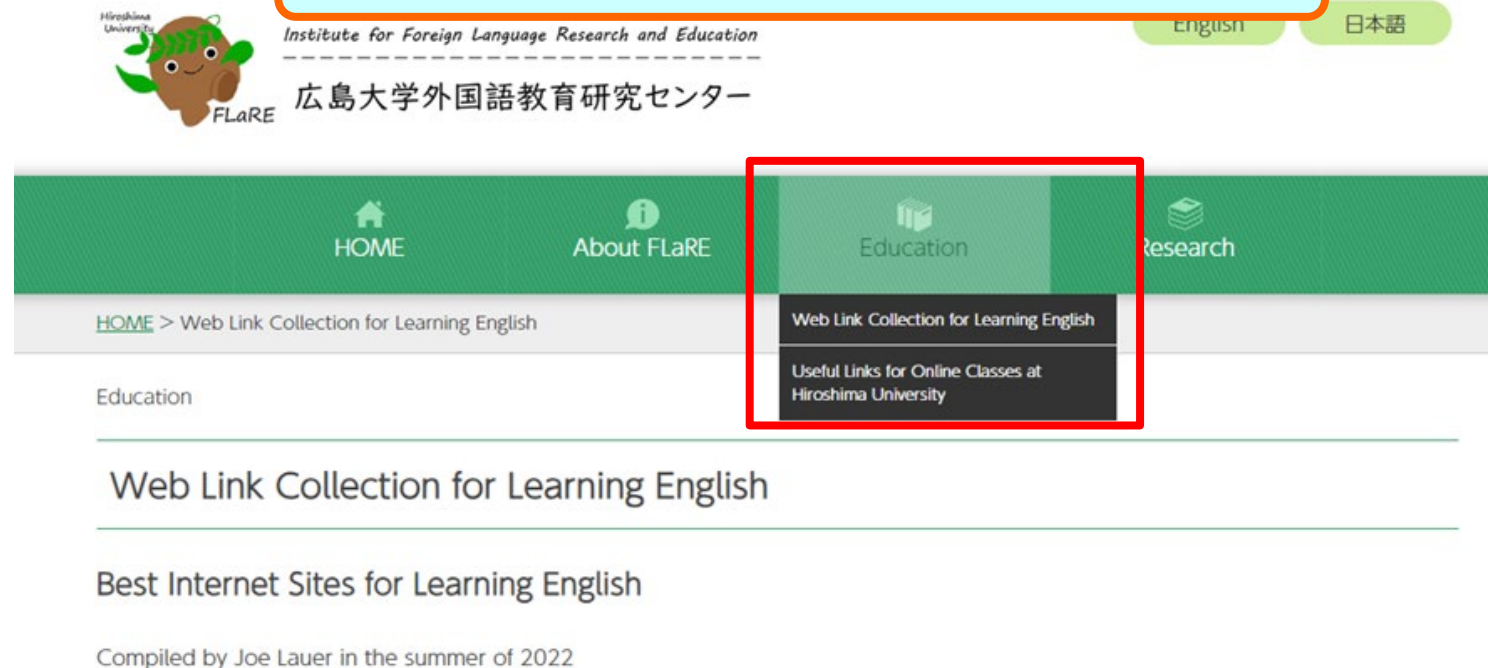 Hiroshima
University
FLaRE
Institute for Foreign Language Research and Education
広島大学外国語教育研究センター
English
日本語
HOME
About FLaRE
Education
Research
HOME > Web Link Collection for Learning English
Web Link Collection for Learning English
Useful Links for Online Classes at
Hiroshima University
Education
Web Link Collection for Learning English
Best Internet Sites for Learning English
Compiled by Joe Lauer in the summer of 2022